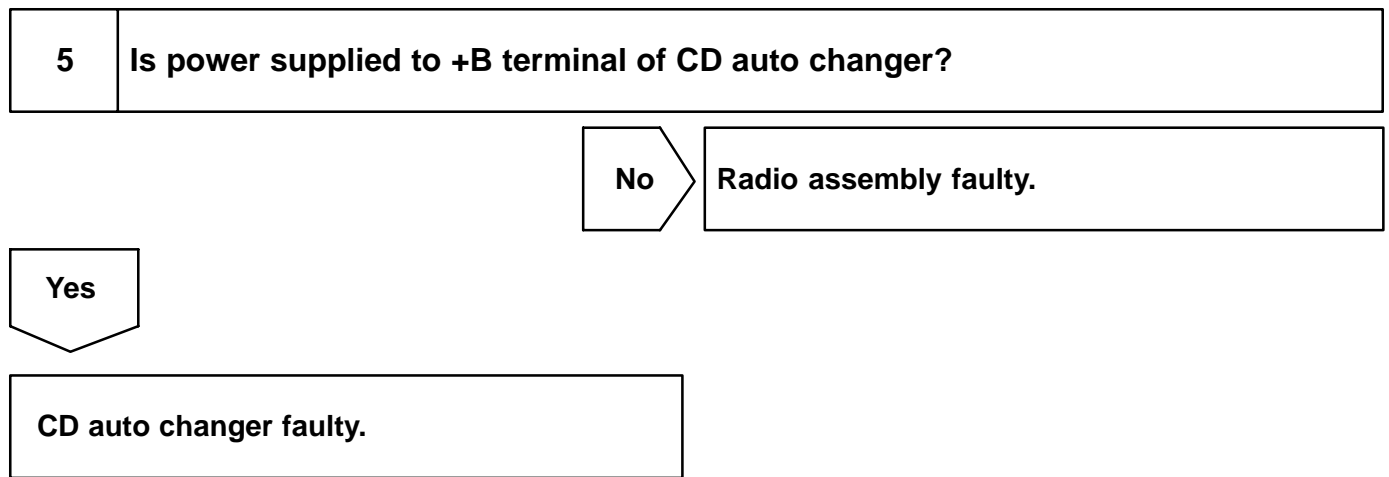 5 Is power supplied to +B terminal of CD auto changer?
No Radio assembly faulty.
Yes
CD auto changer faulty.